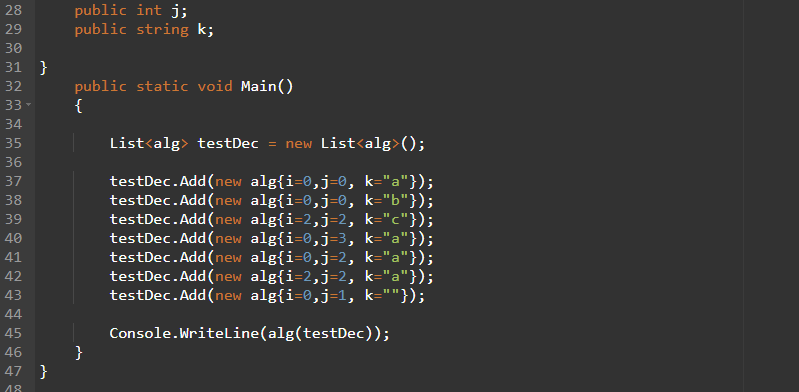 28 public int j;
29 public string k;
30
31 }
32 public static void Main()
33 {
34
35 List<alg> testDec = new List<alg>();
36
37 testDec.Add(new alg{i=0,j=0, k="a"});
38 testDec.Add(new alg{i=0,j=0, k="b"});
39 testDec.Add(new alg{i=2,j=2, k="c"});
40 testDec.Add(new alg{i=0,j=3, k="a"});
41 testDec.Add(new alg{i=0,j=2, k="a"});
42 testDec.Add(new alg{i=2,j=2, k="a"});
43 testDec.Add(new alg{i=0,j=1, k=""});
44
45 Console.WriteLine(alg(testDec));
46 }
47 }
48